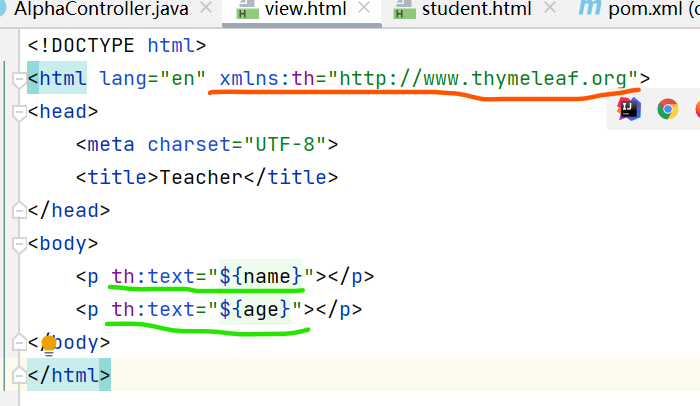 AlphaController.java view.html student.html pom.xml (c
<!DOCTYPE html>
<html lang="en" xmlns:th="http://www.thymeleaf.org">
<head>
<meta charset="UTF-8">
<title>Teacher</title>
</head>
<body>
<p th:text="${name}"></p>
<p th:text="${age}"></p>
</body>
</html>